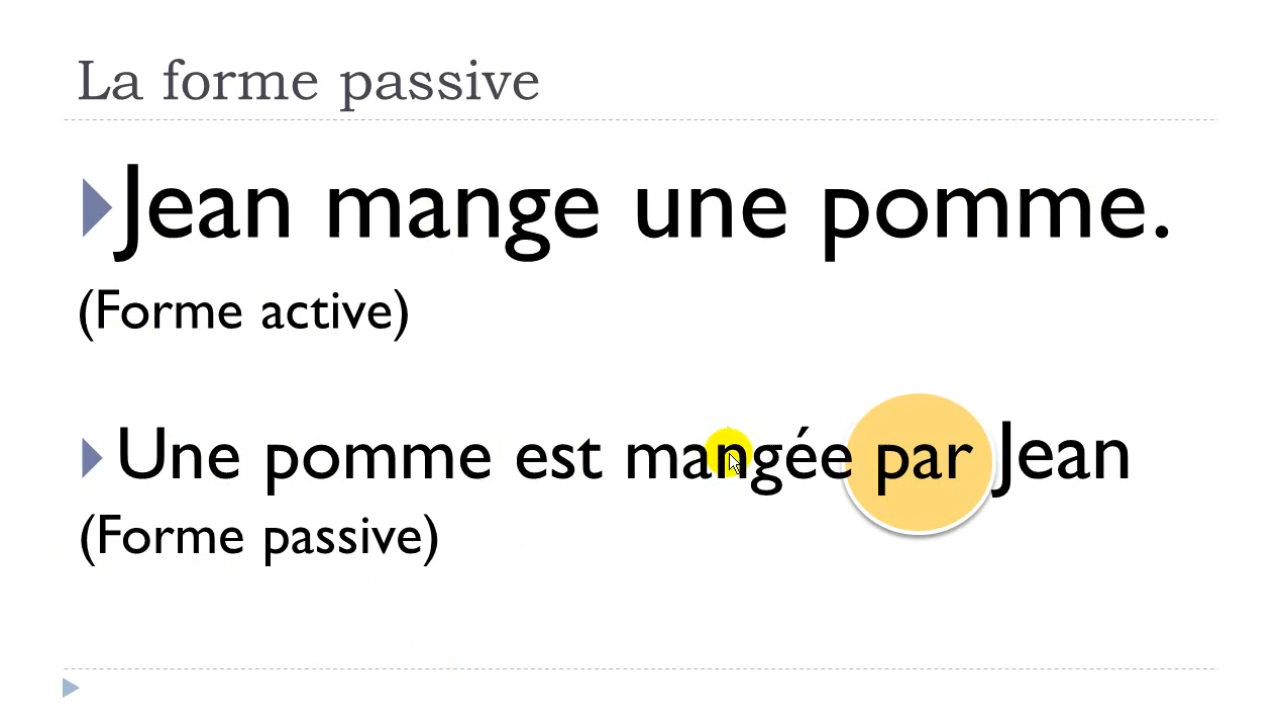 La forme passive
Jean mange une pomme.
(Forme active)
Une pomme est mangée par Jean
(Forme passive)